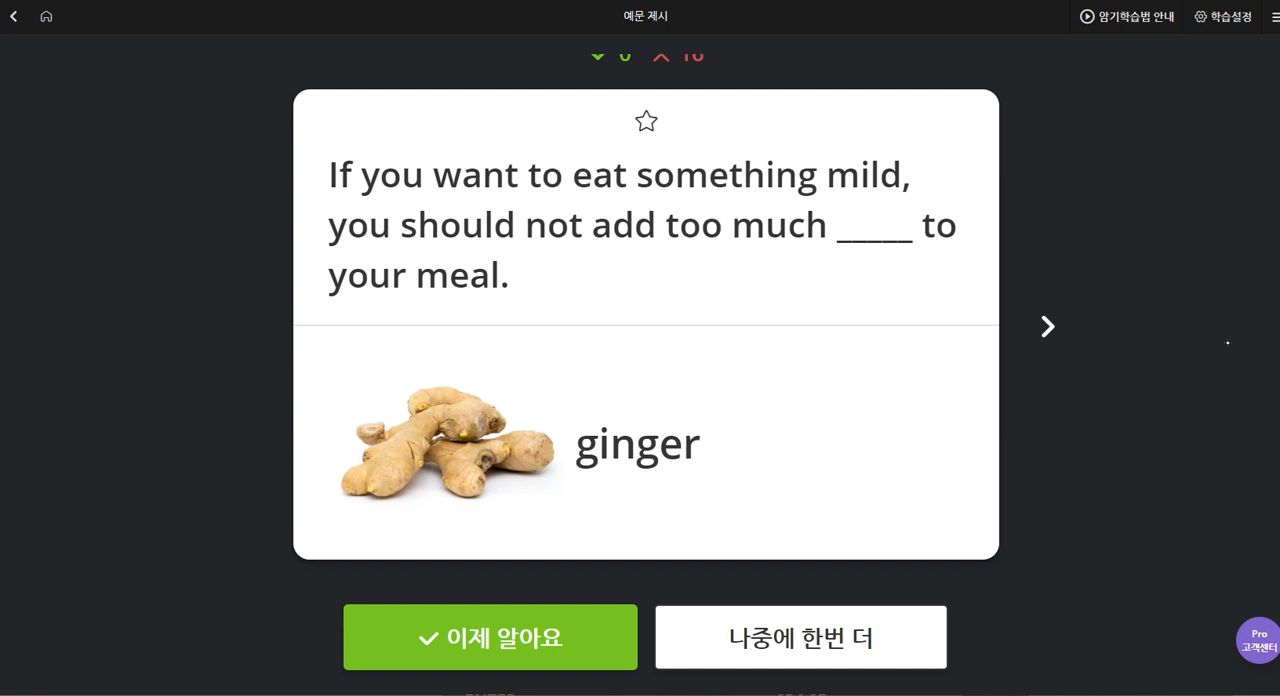 예문 제시
암기학습법 안내
학습설정
If you want to eat something mild,
you should not add too much _____ to
your meal.
ginger
이제 알아요
나중에 한번 더
Pro
고객센터